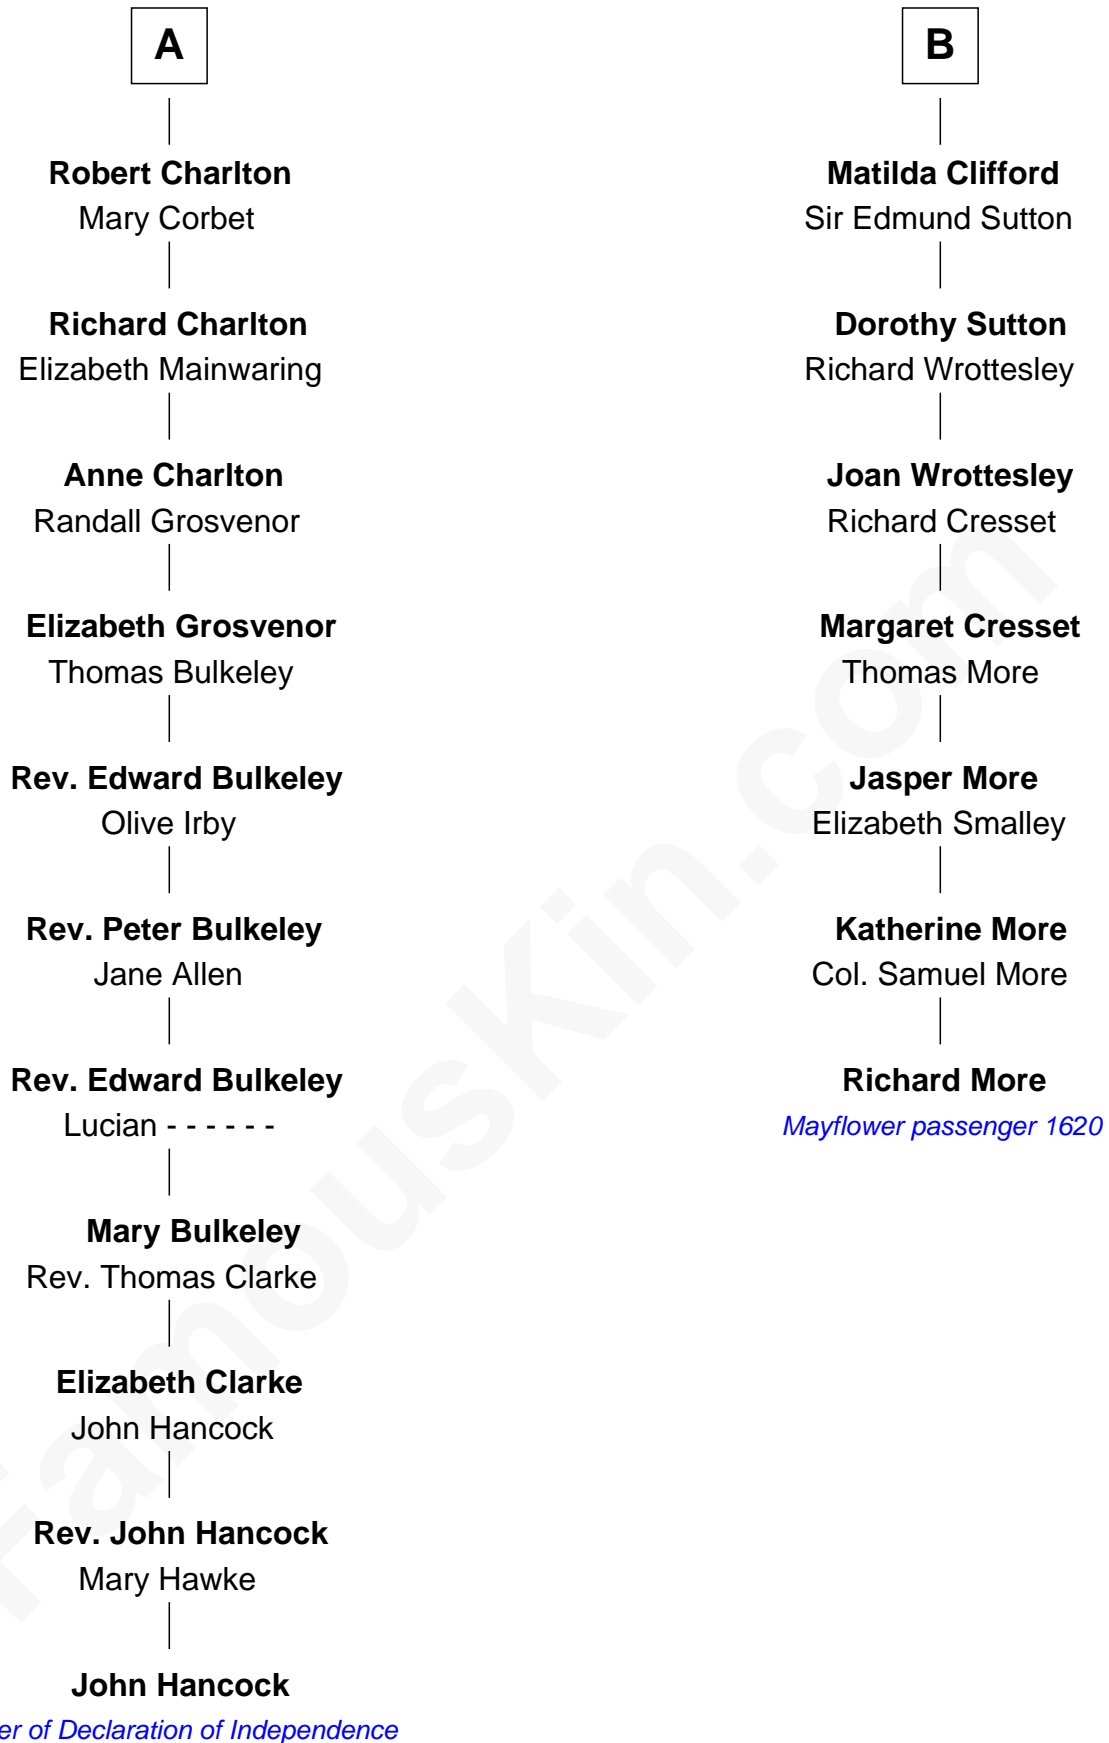 A
Robert Charlton
Mary Corbet
Richard Charlton
Elizabeth Mainwaring
Anne Charlton
Randall Grosvenor
Elizabeth Grosvenor
Thomas Bulkeley
Rev. Edward Bulkeley
Olive Irby
Rev. Peter Bulkeley
Jane Allen
Rev. Edward Bulkeley
Lucian - - - - - -
Mary Bulkeley
Rev. Thomas Clarke
Elizabeth Clarke
John Hancock
Rev. John Hancock
Mary Hawke
John Hancock
er of Declaration of Independence
B
Matilda Clifford
Sir Edmund Sutton
Dorothy Sutton
Richard Wrottesley
Joan Wrottesley
Richard Cresset
Margaret Cresset
Thomas More
Jasper More
Elizabeth Smalley
Katherine More
Col. Samuel More
Richard More
Mayflower passenger 1620
FamousKin.com